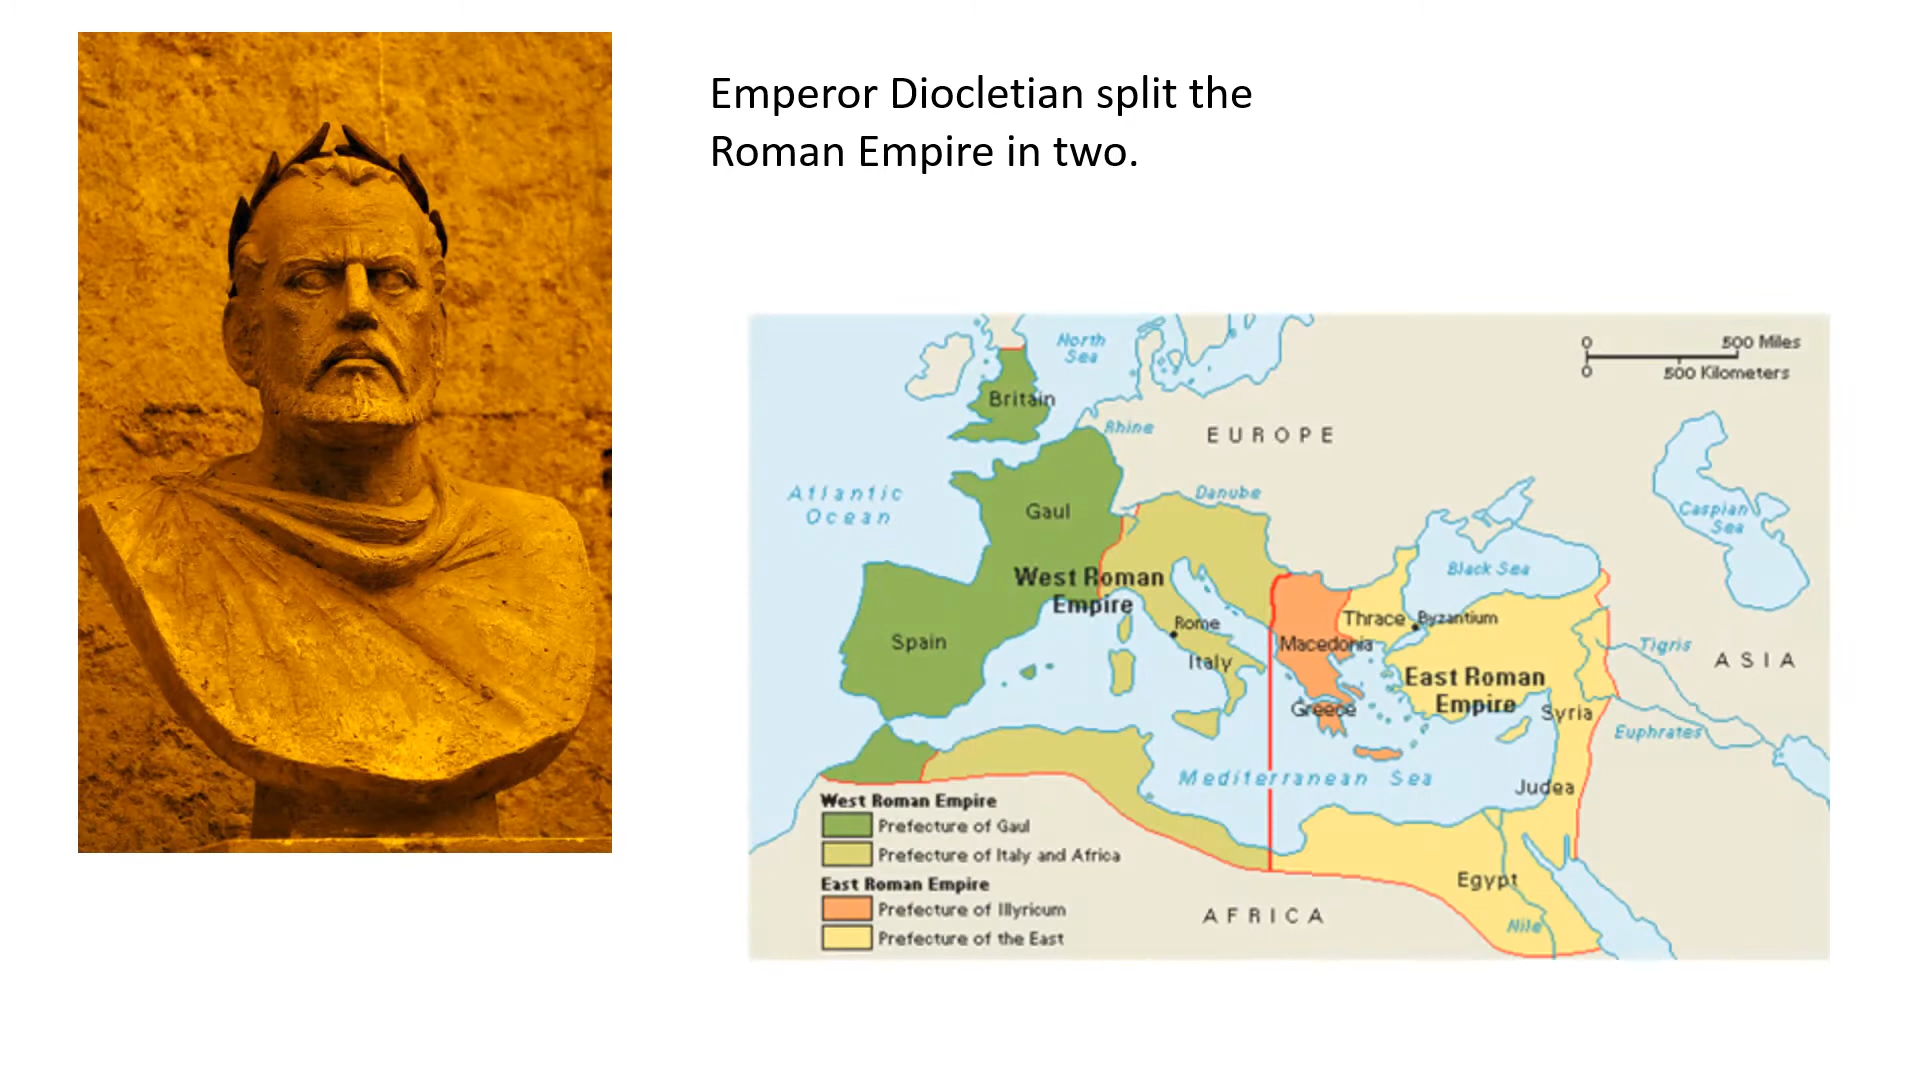 Emperor Diocletian split the
Roman Empire in two.
North
Sea
0
500 Miles
0
500 Kilometers
Britain
Rhine
EUROPE
Atlantic
Ocean
Gaul
Danube
Caspian
Sea
West Roman
Empire
Black Sea
Spain
Rome
Italy
Thrace
Byzantium
Macedonia
Tigris
ASIA
East Roman
Empire
Greece
Syria
Euphrates
Mediterranean Sea
Judea
West Roman Empire
Prefecture of Gaul
Prefecture of Italy and Africa
East Roman Empire
Prefecture of Illyricum
Prefecture of the East
Egypt
AFRICA
Nile